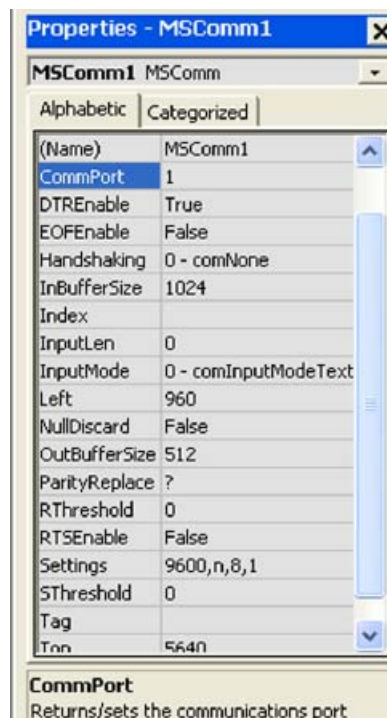 Properties - MSComm1
MSComm1 MSComm
Alphabetic Categorized
(Name) MSComm1
CommPort 1
DTREnable True
EOFEnable False
Handshaking 0 - comNone
InBufferSize 1024
Index
InputLen 0
InputMode 0 - comInputModeText
Left 960
NullDiscard False
OutBufferSize 512
ParityReplace ?
RThreshold 0
RTSEnable False
Settings 9600,n,8,1
SThreshold 0
Tag
Top 5640
CommPort
Returns/sets the communications port